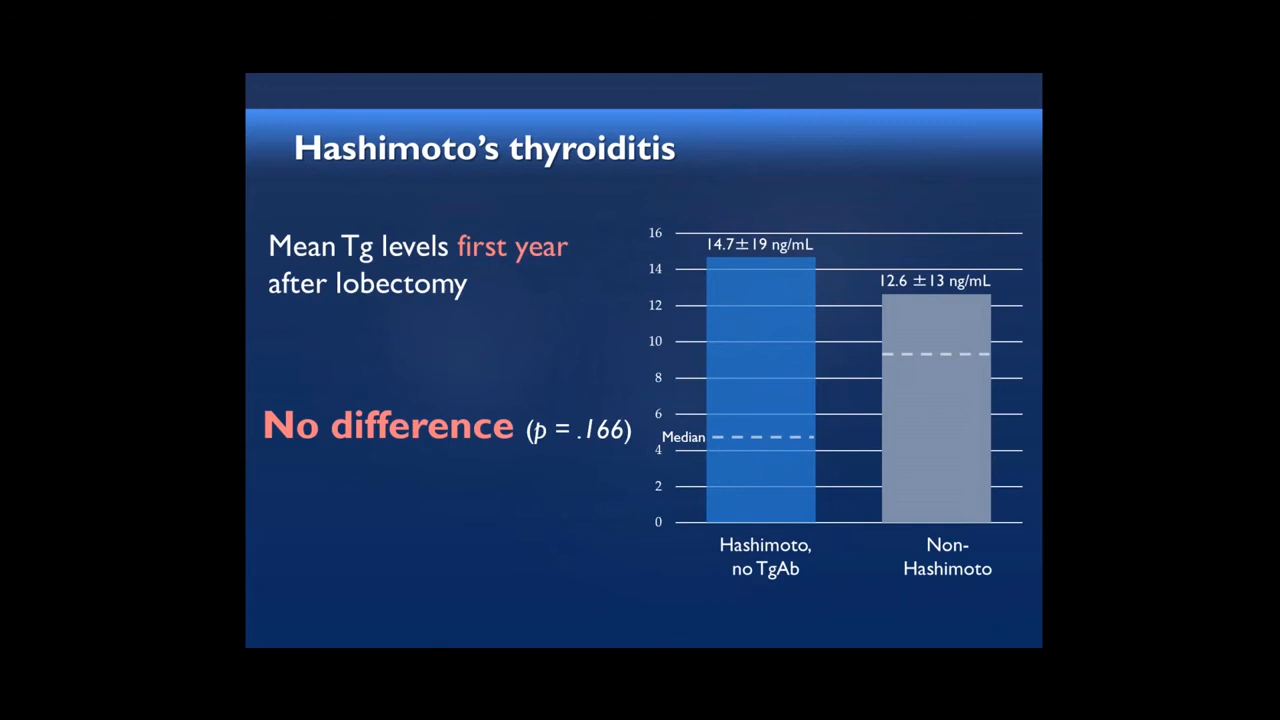 Hashimoto’s thyroiditis
Mean Tg levels first year
after lobectomy
No difference (p = .166)
16
14
12
10
8
6
4
2
0
14.7±19 ng/mL
12.6 ±13 ng/mL
Median
Hashimoto,
no TgAb
Non-
Hashimoto